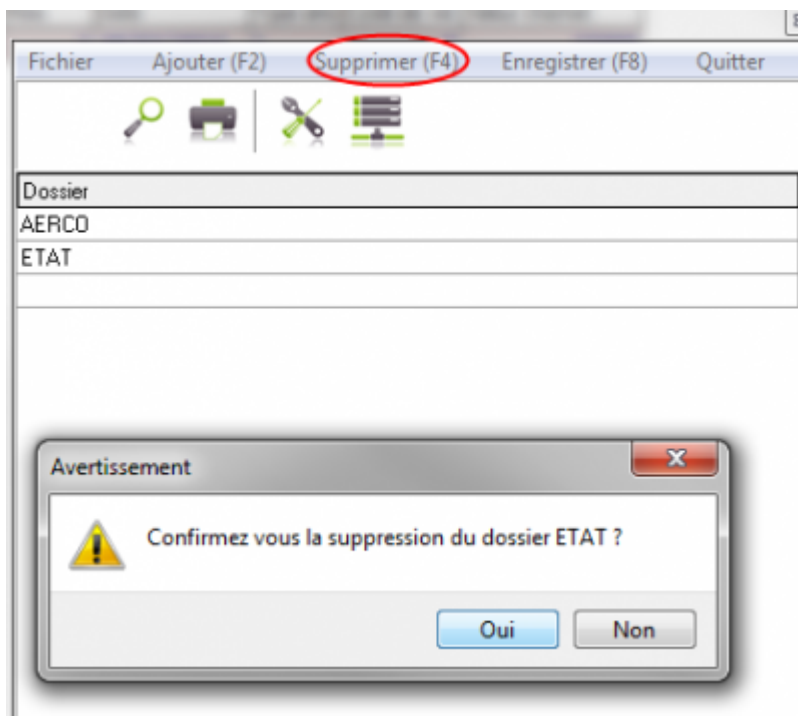 Fichier Ajouter (F2) Supprimer (F4) Enregistrer (F8) Quitter
Dossier
AERCO
ETAT
Avertissement
Confirmez vous la suppression du dossier ETAT ?
Oui Non